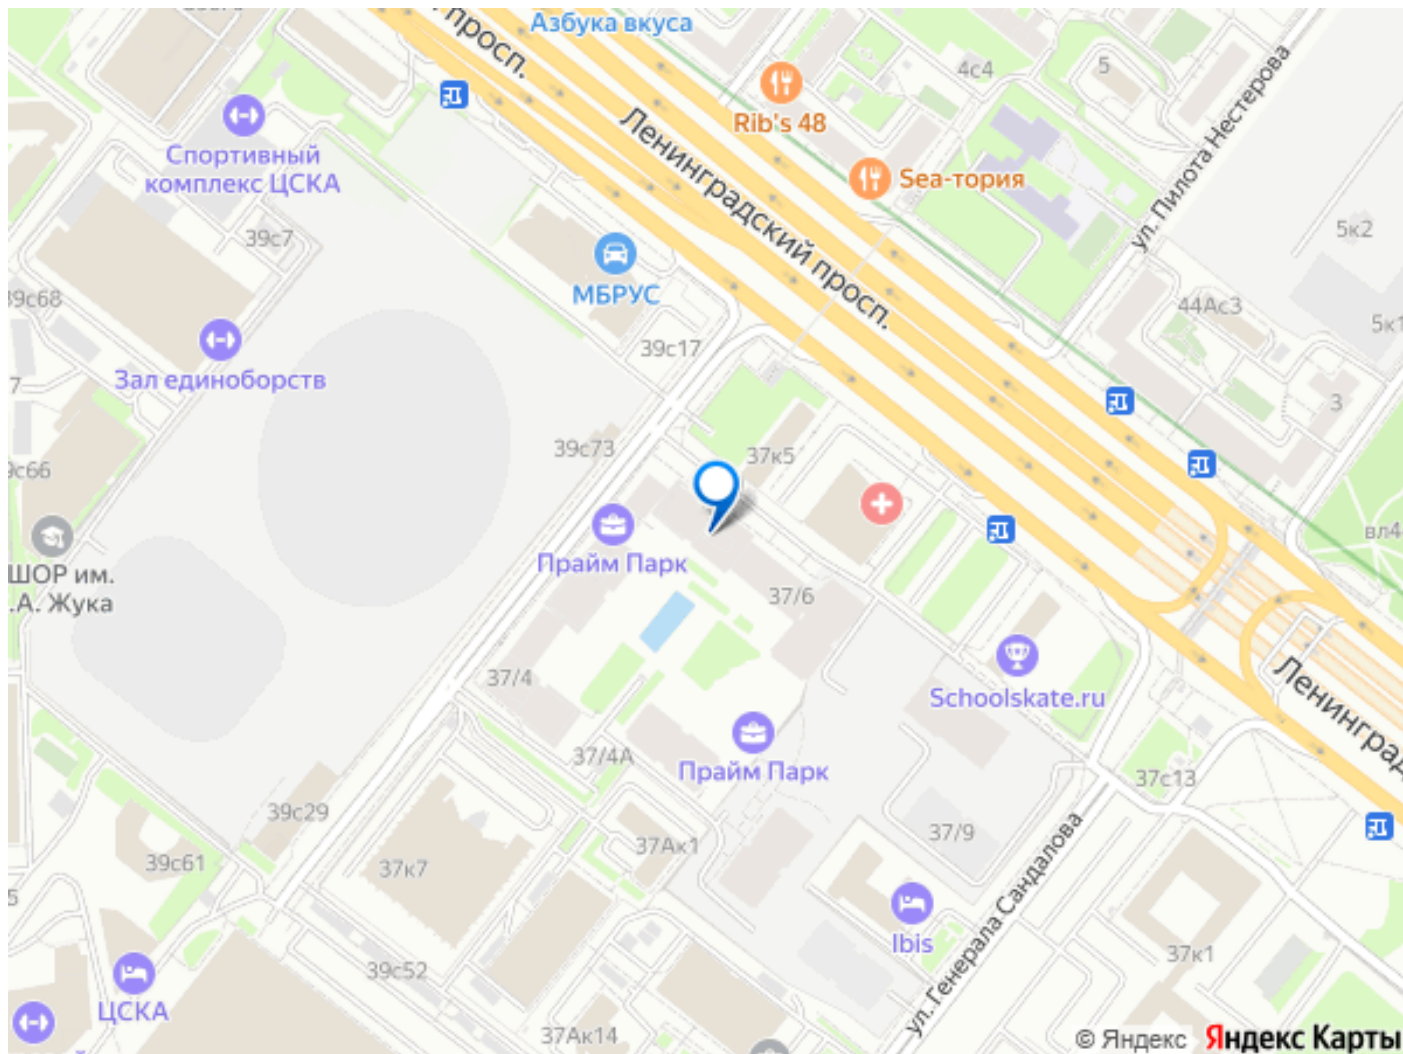 просп.
Азбука вкуса
4с4
5
Rib's 48
ул. Пилота Нестерова
Ленинградский просп.
Спортивный
комплекс ЦСКА
Sea-тория
39с7
5к2
МБРУС
44Ас3
5к1
39с17
Зал единоборств
3
39с73
37к5
вл4
Прайм Парк
ШОР им.
.А. Жука
37/6
Schoolskate.ru
37/4
Ленинград
37/4А
Прайм Парк
37с13
39с29
37/9
37Ак1
39с61
37к7
Ibis
37к1
39с52
ул. Генерала Сандалова
ЦСКА
37Ак14
© Яндекс Яндекс Карты